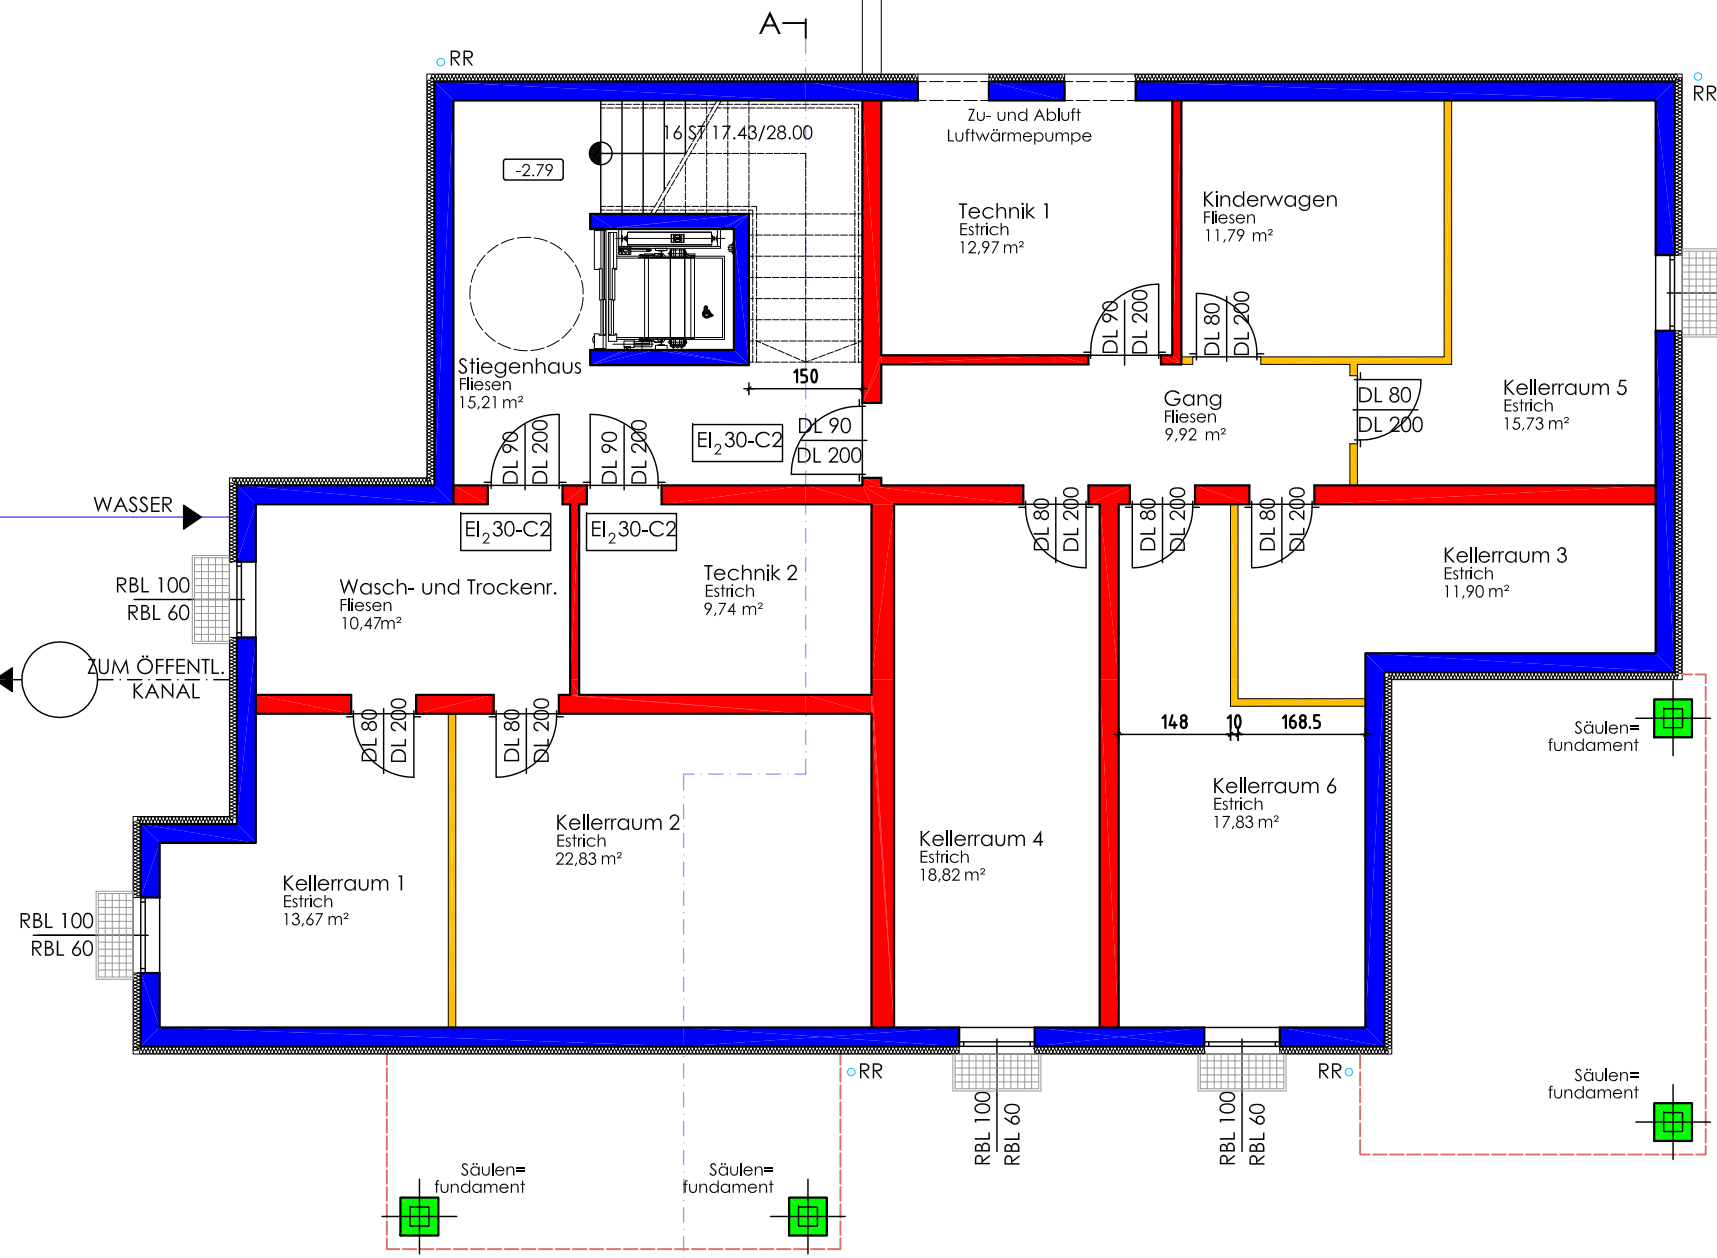 A
RR
RR
16 ST 17.43/28.00
-2.79
Zu- und Abluft
Luftwärmepumpe
Technik 1
Estrich
12,97 m²
Kinderwagen
Fliesen
11,79 m²
DL 90
DL 200
DL 80
DL 200
Stiegenhaus
Fliesen
15,21 m²
150
Gang
Fliesen
9,92 m²
DL 80
DL 200
Kellerraum 5
Estrich
15,73 m²
DL 90
DL 200
DL 90
DL 200
EI₂30-C2
DL 90
DL 200
WASSER
EI₂30-C2
EI₂30-C2
DL 80
DL 200
DL 80
DL 200
DL 80
DL 200
RBL 100
RBL 60
Wasch- und Trockenr.
Fliesen
10,47m²
Technik 2
Estrich
9,74 m²
Kellerraum 3
Estrich
11,90 m²
ZUM ÖFFENTL.
KANAL
DL 80
DL 200
DL 80
DL 200
148
10
168.5
Säulen=
fundament
Kellerraum 6
Estrich
17,83 m²
Kellerraum 2
Estrich
22,83 m²
Kellerraum 4
Estrich
18,82 m²
Kellerraum 1
Estrich
13,67 m²
RBL 100
RBL 60
RR
RR
Säulen=
fundament
RBL 100
RBL 60
RBL 100
RBL 60
Säulen=
fundament
Säulen=
fundament